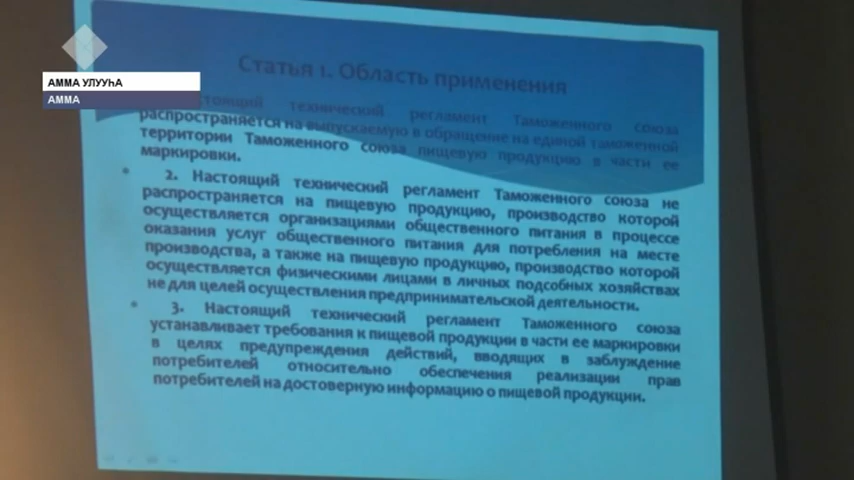 АММА УЛУУҺА
АММА
Статья 1. Область применения
технический регламент Таможенного союза
распространяется на выпускаемую в обращение на единой таможенной
территории Таможенного союза пищевую продукцию в части ее
маркировки.
2. Настоящий технический регламент Таможенного союза не
распространяется на пищевую продукцию, производство которой
осуществляется организациями общественного питания в процессе
оказания услуг общественного питания для потребления на месте
производства, а также на пищевую продукцию, производство которой
осуществляется физическими лицами в личных подсобных хозяйствах
не для целей осуществления предпринимательской деятельности.
3. Настоящий технический регламент Таможенного союза
устанавливает требования к пищевой продукции в части ее маркировки
в целях предупреждения действий, вводящих в заблуждение
потребителей относительно обеспечения реализации прав
потребителей на достоверную информацию о пищевой продукции.